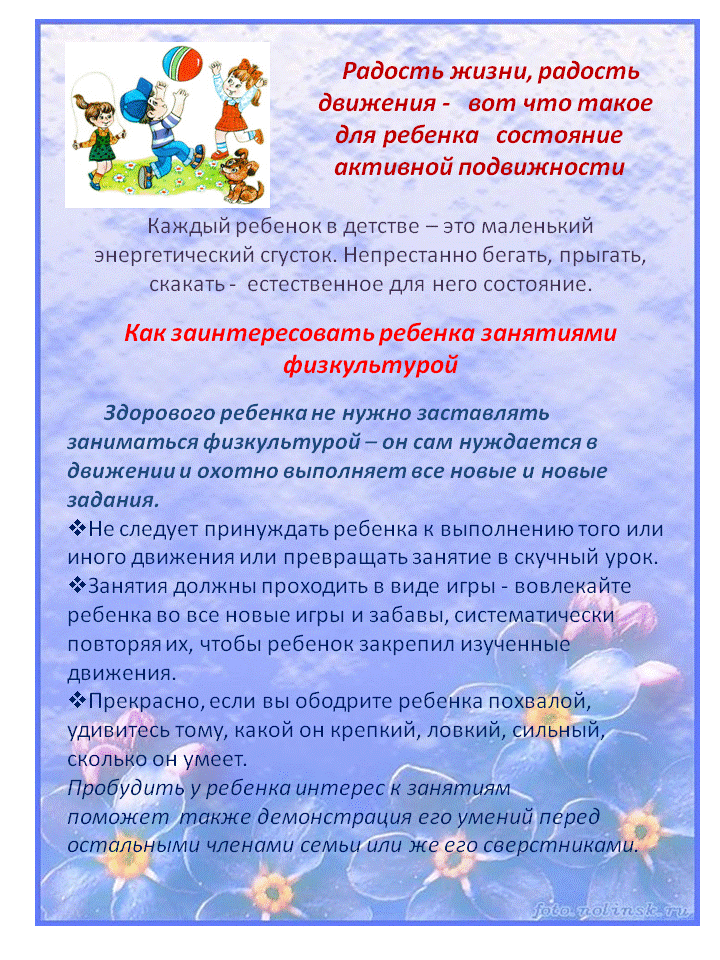 Радость жизни, радость
движения -   вот что такое
для ребенка   состояние
активной подвижности
Каждый ребенок в детстве – это маленький
энергетический сгусток. Непрестанно бегать, прыгать,
скакать -  естественное для него состояние.
Как заинтересовать ребенка занятиями
физкультурой
Здорового ребенка не нужно заставлять
заниматься физкультурой – он сам нуждается в
движении и охотно выполняет все новые и новые
задания.
❖Не следует принуждать ребенка к выполнению того или
иного движения или превращать занятие в скучный урок.
❖Занятия должны проходить в виде игры - вовлекайте
ребенка во все новые игры и забавы, систематически
повторяя их, чтобы ребенок закрепил изученные
движения.
❖Прекрасно, если вы ободрите ребенка похвалой,
удивитесь тому, какой он крепкий, ловкий, сильный,
сколько он умеет.
Пробудить у ребенка интерес к занятиям
поможет  также демонстрация его умений перед
остальными членами семьи или же его сверстниками.
foto.nolinsk.ru